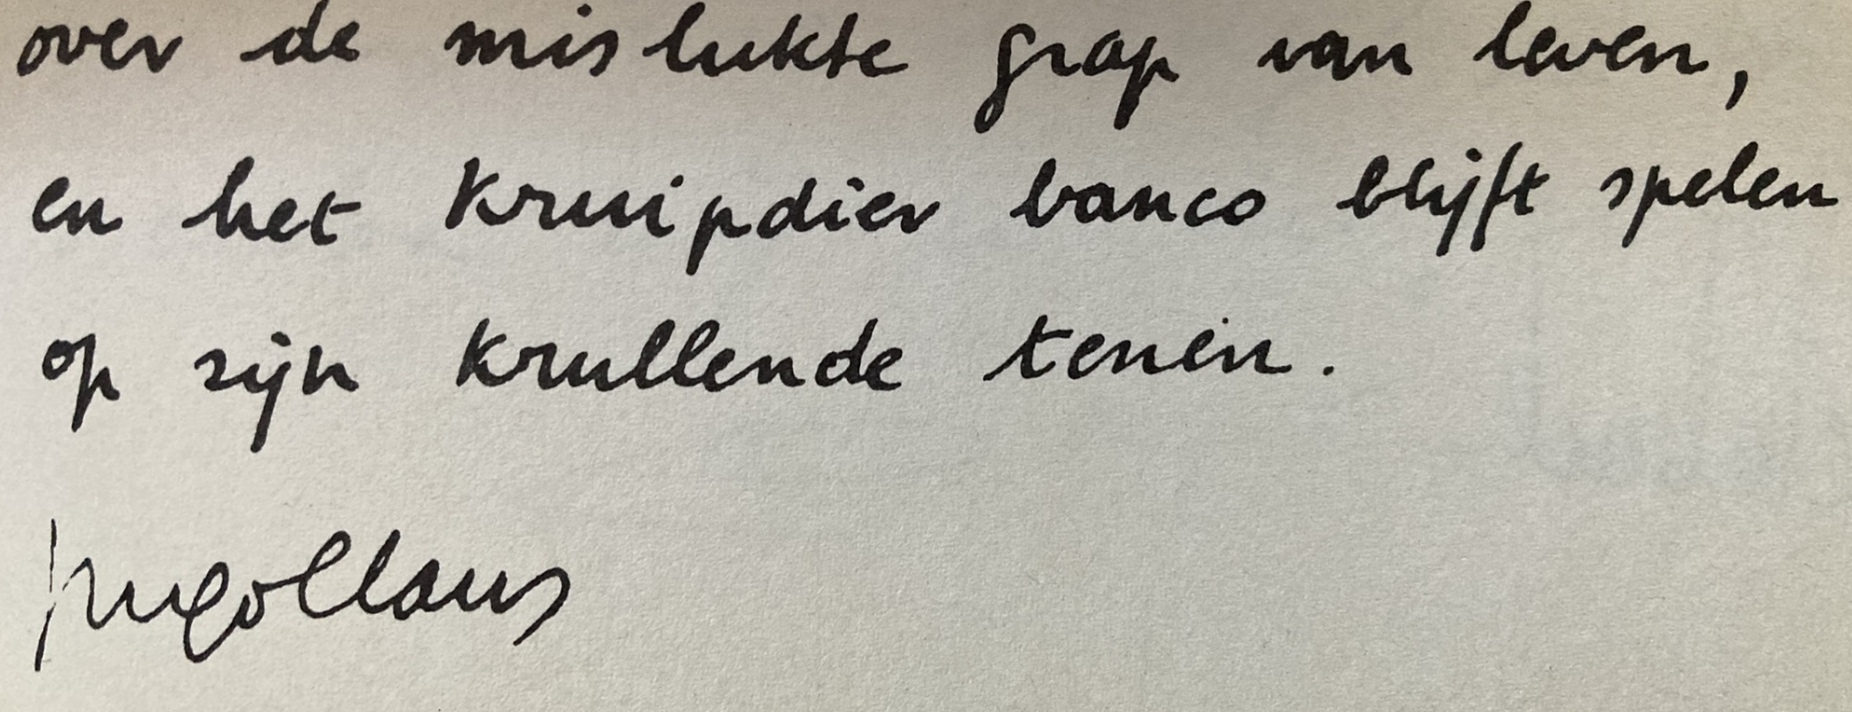 over de mislukte grap van leven,
en het kruipdier banco blijft spelen
op zijn krullende tenen.
Hugo Claus